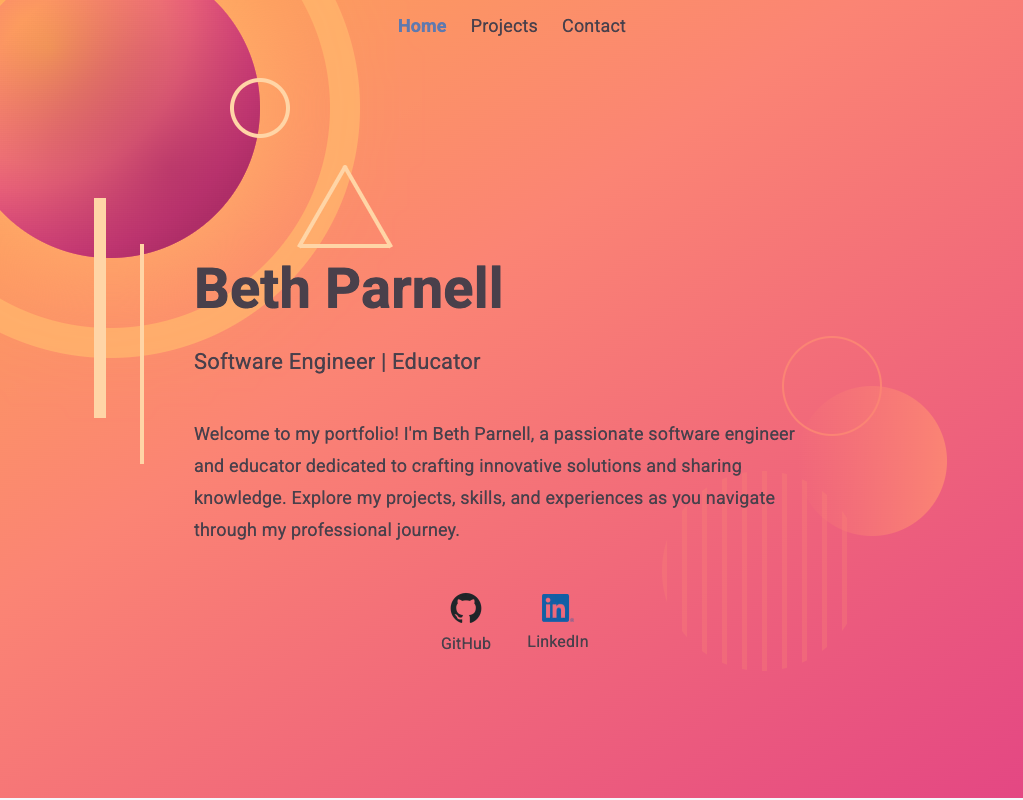 Home Projects Contact
Beth Parnell
Software Engineer | Educator
Welcome to my portfolio! I'm Beth Parnell, a passionate software engineer
and educator dedicated to crafting innovative solutions and sharing
knowledge. Explore my projects, skills, and experiences as you navigate
through my professional journey.
in
GitHub LinkedIn